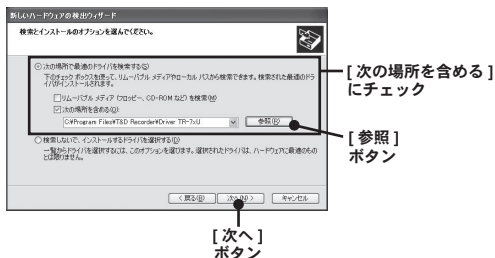 新しいハードウェアの検出ウィザード
検索とインストールのオプションを選んでください。
次の場所で最適のドライバを検索する(S)
下のチェック ボックスを使って、リムーバブル メディアやローカル パスから検索できます。検索された最適のドラ
イバがインストールされます。
リムーバブル メディア (フロッピー、CD-ROM など) を検索(M)
次の場所を含める(O):
C:¥Program Files¥T&D Recorder¥Driver TR-7xU
参照(R)
検索しないで、インストールするドライバを選択する(D)
一覧からドライバを選択するには、このオプションを選びます。選択されたドライバは、ハードウェアに最適のもの
とは限りません。
< 戻る(B)
次へ(N) >
キャンセル
[ 次の場所を含める ]
にチェック
[ 参照 ]
ボタン
[ 次へ ]
ボタン